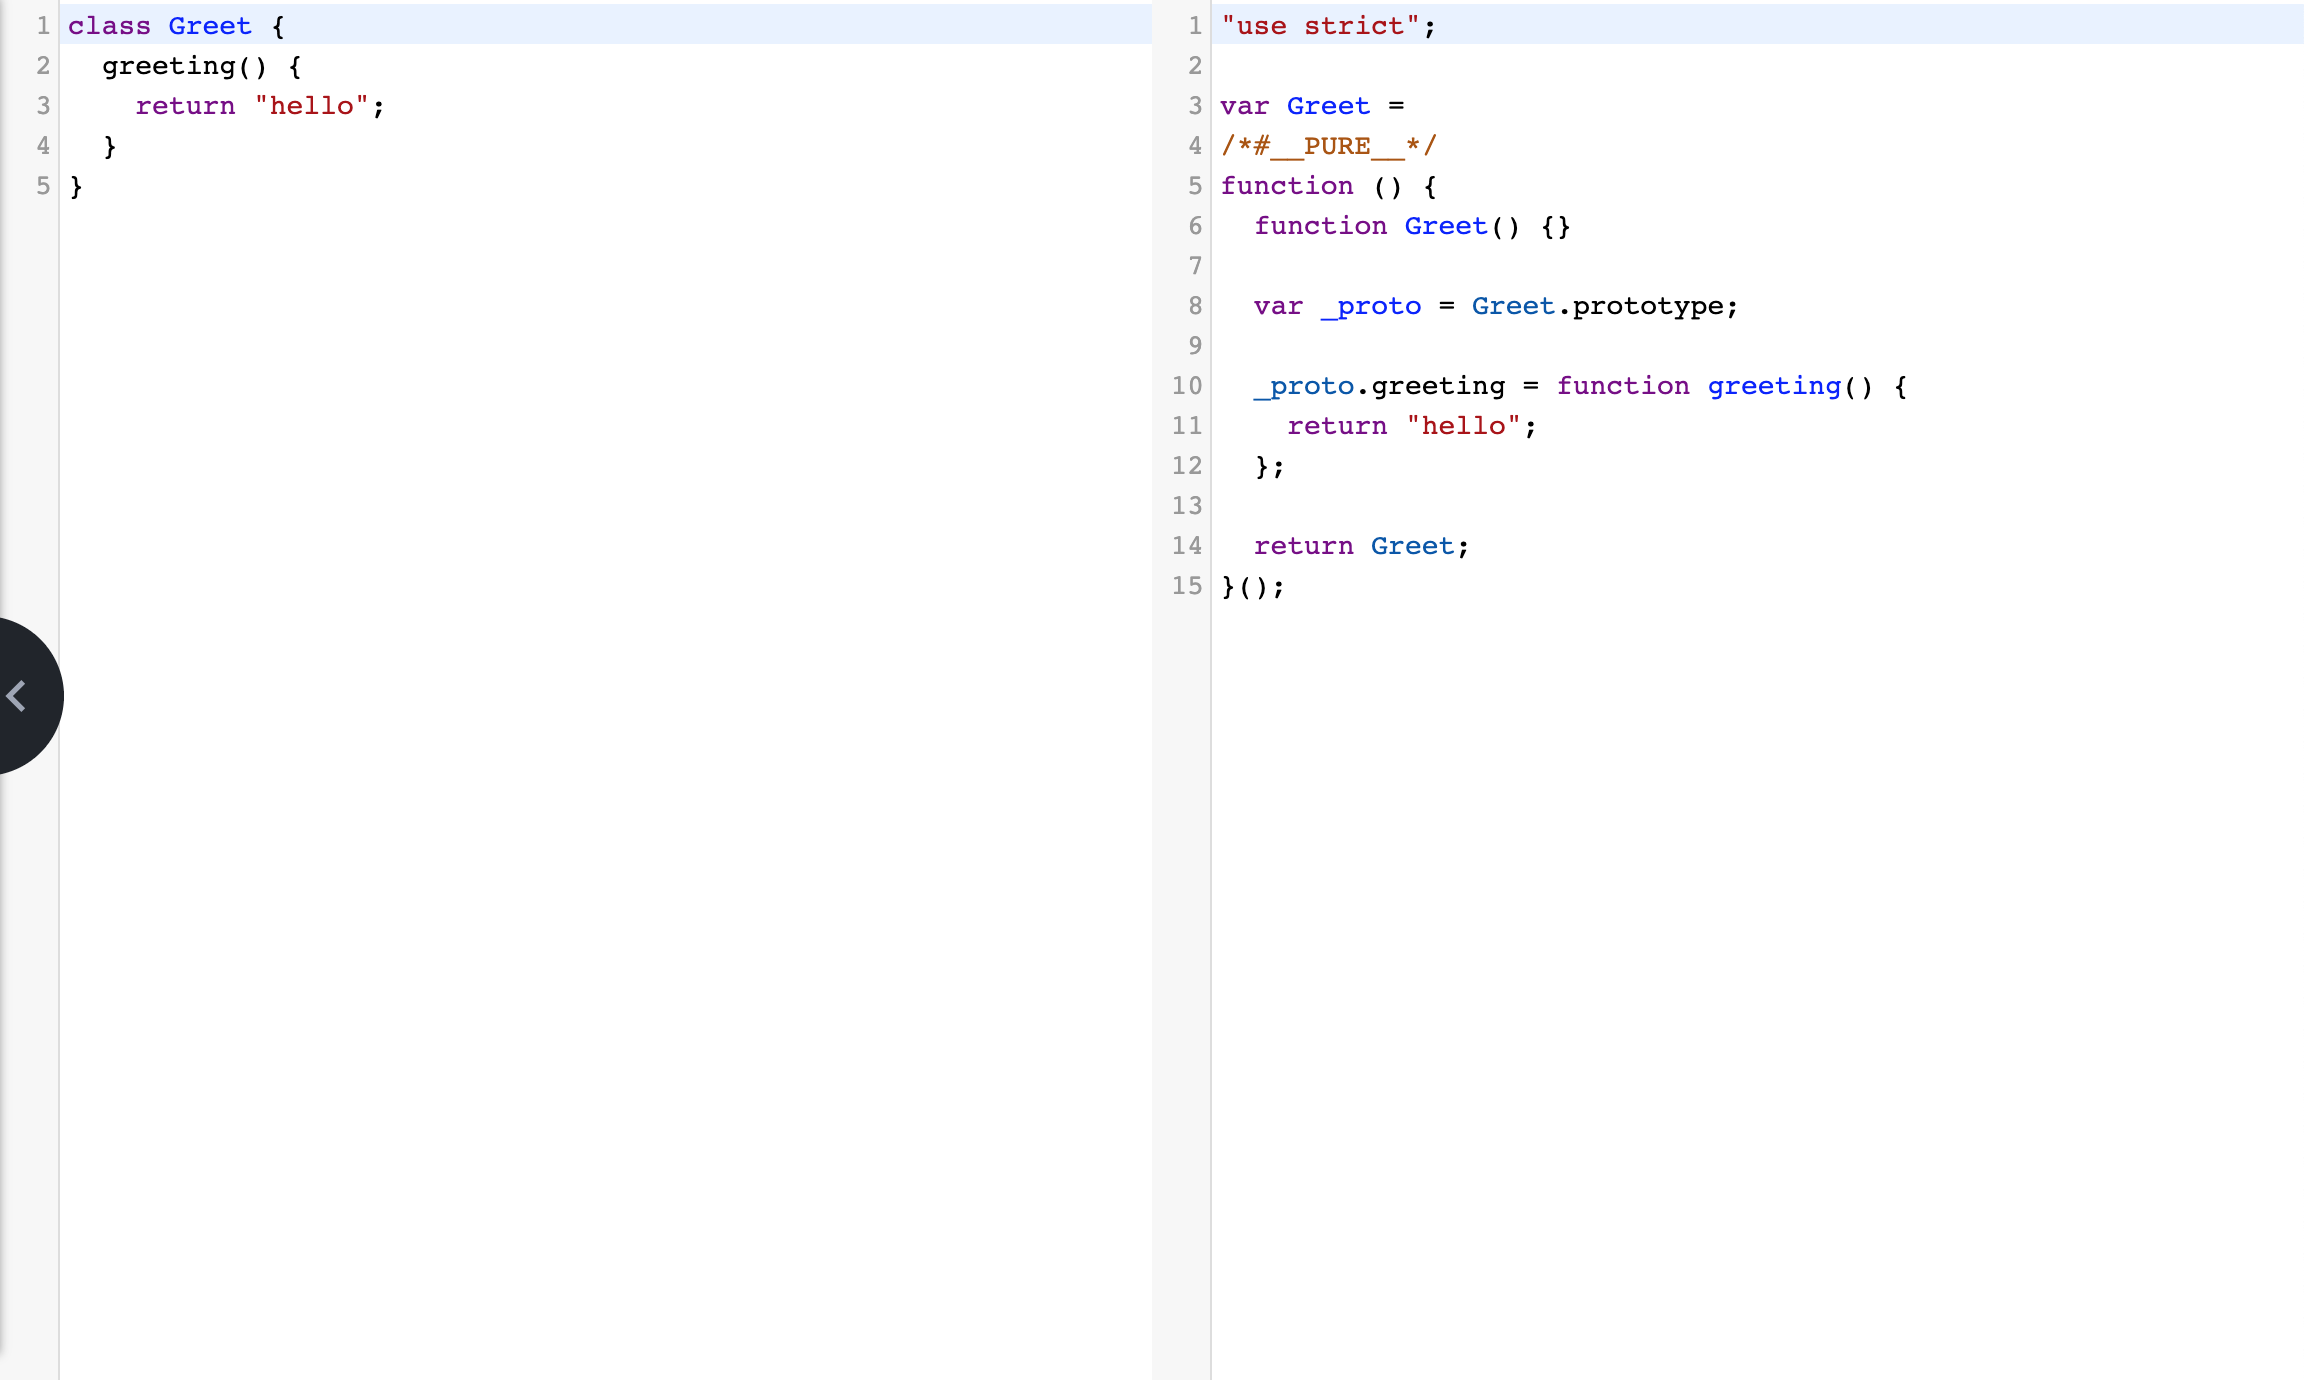 1 class Greet {
2   greeting() {
3     return "hello";
4   }
5 }
1 "use strict";
2
3 var Greet =
4 /*#__PURE__*/
5 function () {
6   function Greet() {}
7
8   var _proto = Greet.prototype;
9
10   _proto.greeting = function greeting() {
11     return "hello";
12   };
13
14   return Greet;
15 }();